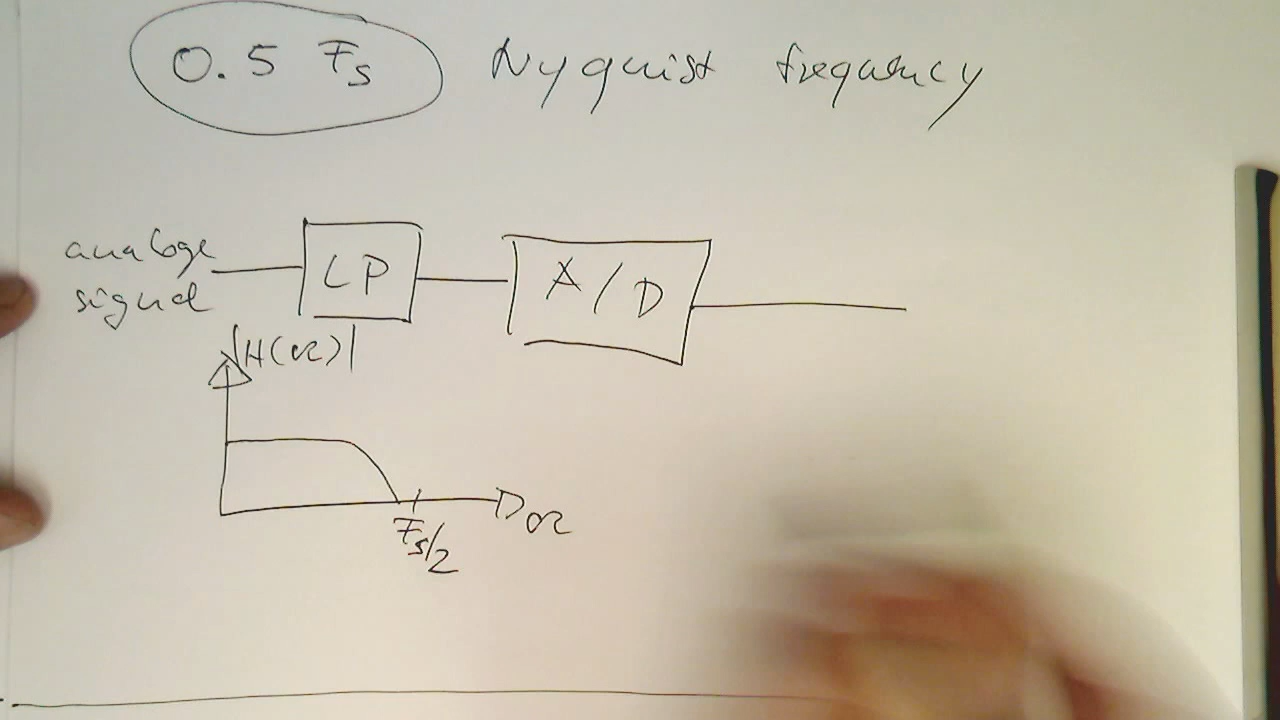 0.5 Fs Nyquist frequency
analoge
signal
LP
A/D
|H(Ω)|
Fs/2
Ω